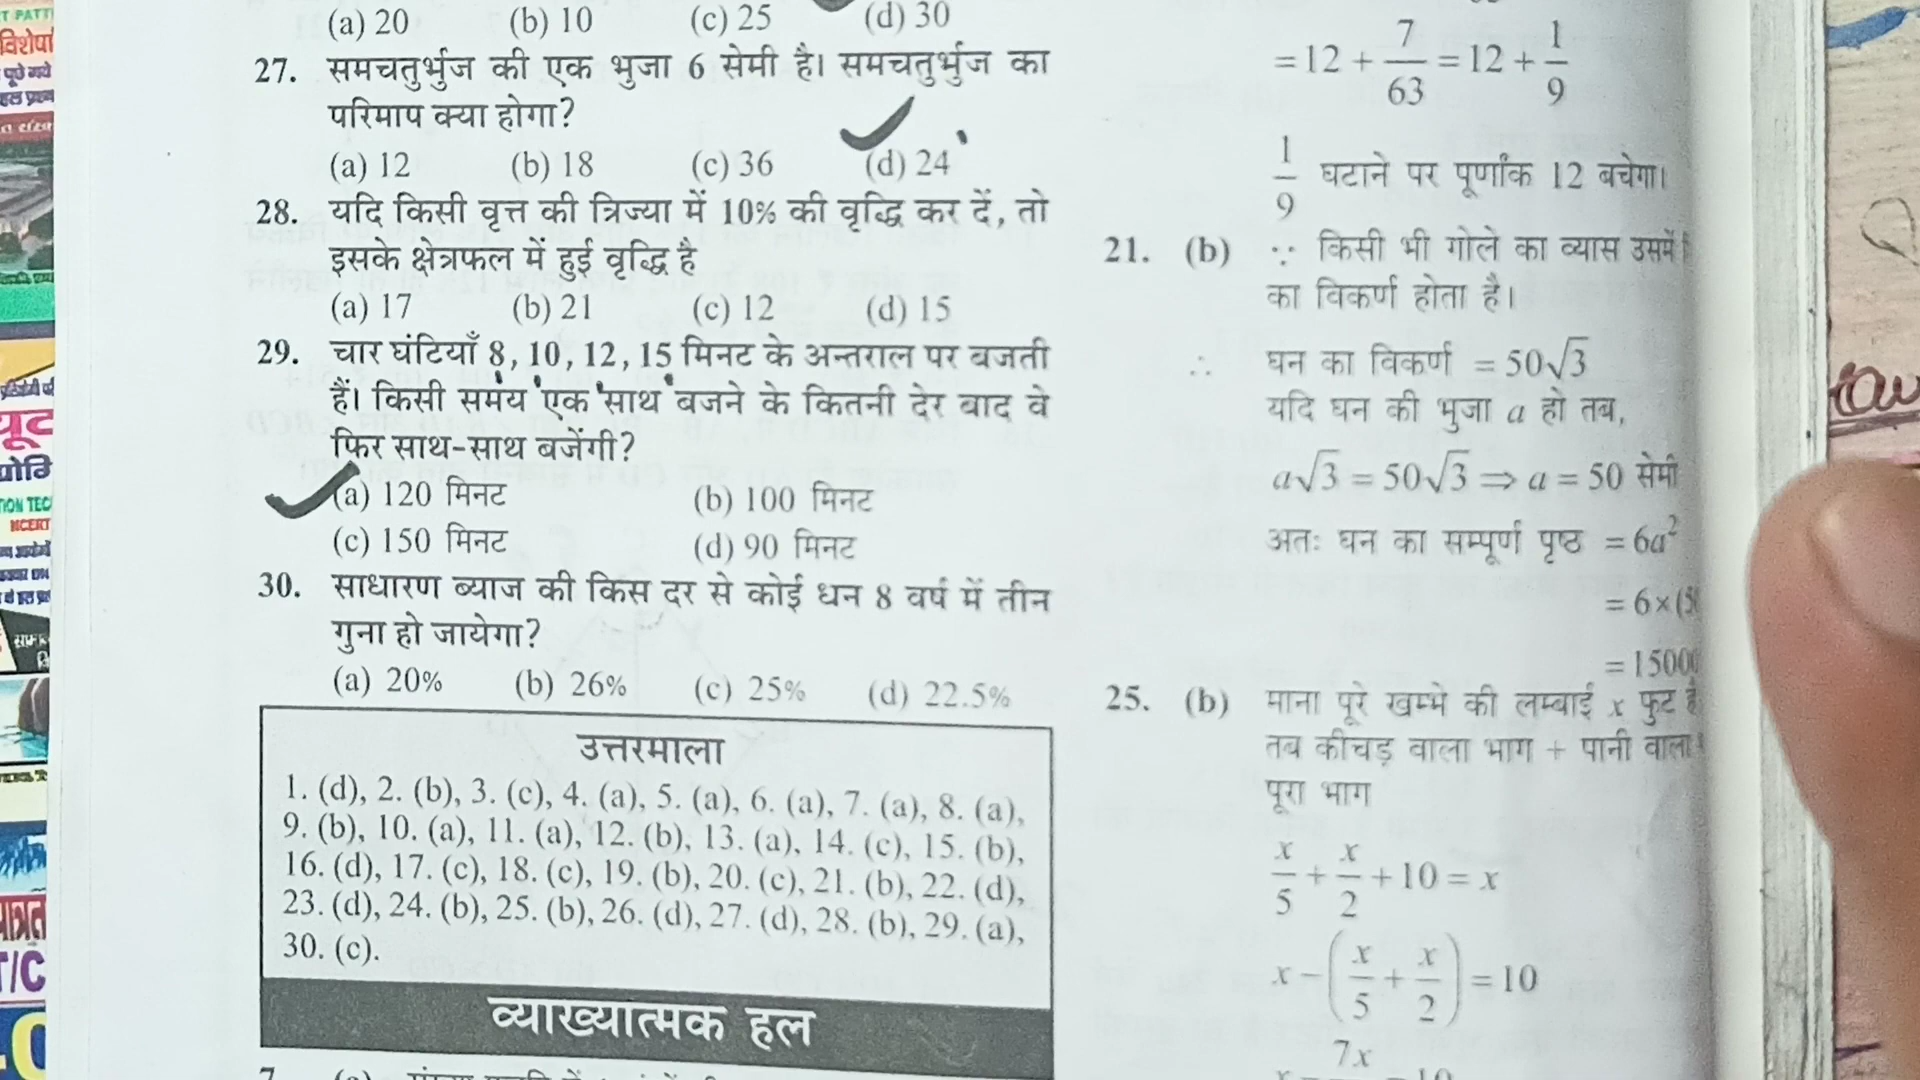 (a) 20 (b) 10 (c) 25 (d) 30
27. समचतुर्भुज की एक भुजा 6 सेमी है। समचतुर्भुज का
परिमाप क्या होगा?
(a) 12 (b) 18 (c) 36 (d) 24
28. यदि किसी वृत्त की त्रिज्या में 10% की वृद्धि कर दें, तो
इसके क्षेत्रफल में हुई वृद्धि है
(a) 17 (b) 21 (c) 12 (d) 15
29. चार घंटियाँ 8, 10, 12, 15 मिनट के अन्तराल पर बजती
हैं। किसी समय एक साथ बजने के कितनी देर बाद वे
फिर साथ-साथ बजेंगी?
(a) 120 मिनट (b) 100 मिनट
(c) 150 मिनट (d) 90 मिनट
30. साधारण ब्याज की किस दर से कोई धन 8 वर्ष में तीन
गुना हो जायेगा?
(a) 20% (b) 26% (c) 25% (d) 22.5%
उत्तरमाला
1. (d), 2. (b), 3. (c), 4. (a), 5. (a), 6. (a), 7. (a), 8. (a),
9. (b), 10. (a), 11. (a), 12. (b), 13. (a), 14. (c), 15. (b),
16. (d), 17. (c), 18. (c), 19. (b), 20. (c), 21. (b), 22. (d),
23. (d), 24. (b), 25. (b), 26. (d), 27. (d), 28. (b), 29. (a),
30. (c).
व्याख्यात्मक हल
= 12 + 7/63 = 12 + 1/9
1/9 घटाने पर पूर्णांक 12 बचेगा।
21. (b) ∵ किसी भी गोले का व्यास उसमें
का विकर्ण होता है।
∴ घन का विकर्ण = 50√3
यदि घन की भुजा a हो तब,
a√3 = 50√3 ⇒ a = 50 सेमी
अतः घन का सम्पूर्ण पृष्ठ = 6a²
= 6 × (5
= 15000
25. (b) माना पूरे खम्भे की लम्बाई x फुट है
तब कीचड़ वाला भाग + पानी वाला
पूरा भाग
x/5 + x/2 + 10 = x
x − (x/5 + x/2) = 10
7x